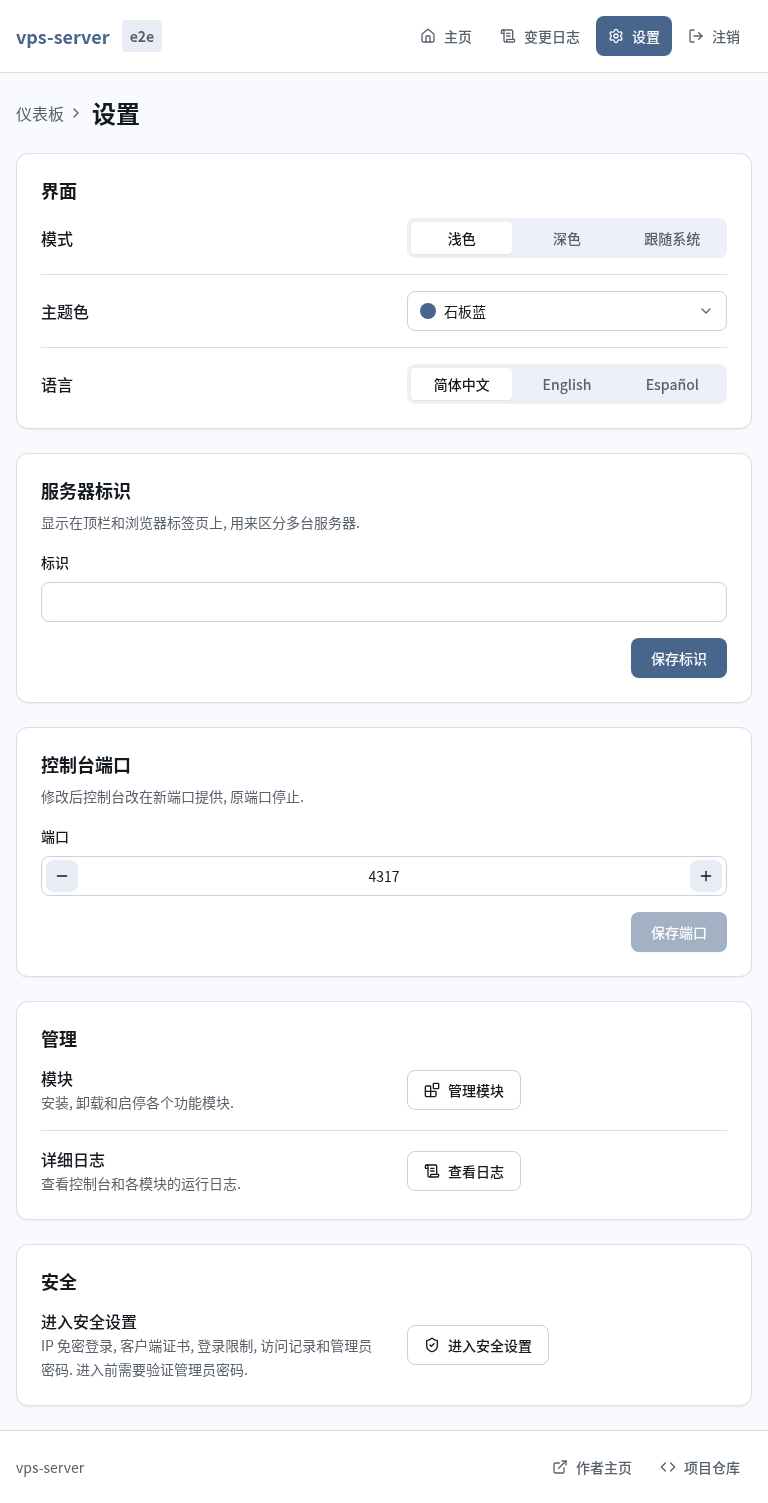 vps-server e2e 主页 变更日志 设置 注销
仪表板 设置
界面
模式 浅色 深色 跟随系统
主题色 石板蓝
语言 简体中文 English Español
服务器标识
显示在顶栏和浏览器标签页上, 用来区分多台服务器.
标识
保存标识
控制台端口
修改后控制台改在新端口提供, 原端口停止.
端口
4317
保存端口
管理
模块
安装, 卸载和启停各个功能模块.
管理模块
详细日志
查看控制台和各模块的运行日志.
查看日志
安全
进入安全设置
IP 免密登录, 客户端证书, 登录限制, 访问记录和管理员
密码. 进入前需要验证管理员密码.
进入安全设置
vps-server 作者主页 项目仓库